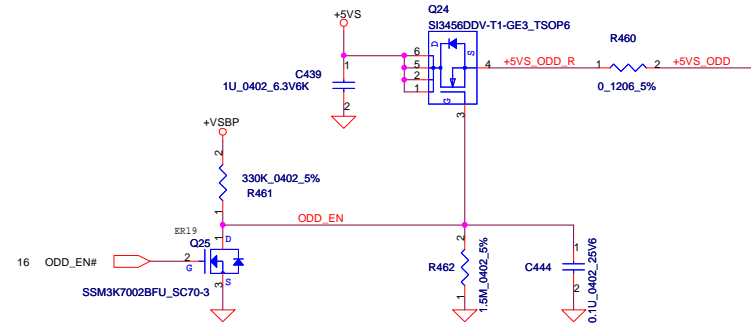 Q24
SI3456DDV-T1-GE3_TSOP6
+5VS
R460
6
5
2
1
D
S
G
4
+5VS_ODD_R
1
2
+5VS_ODD
0_1206_5%
1
C439
1U_0402_6.3V6K
2
3
+VSBP
2
330K_0402_5%
R461
1
ODD_EN
ER19
Q25
1
D
16
ODD_EN#
2
G
S
3
SSM3K7002BFU_SC70-3
2
R462
1
1.5M_0402_5%
1
C444
2
0.1U_0402_25V6